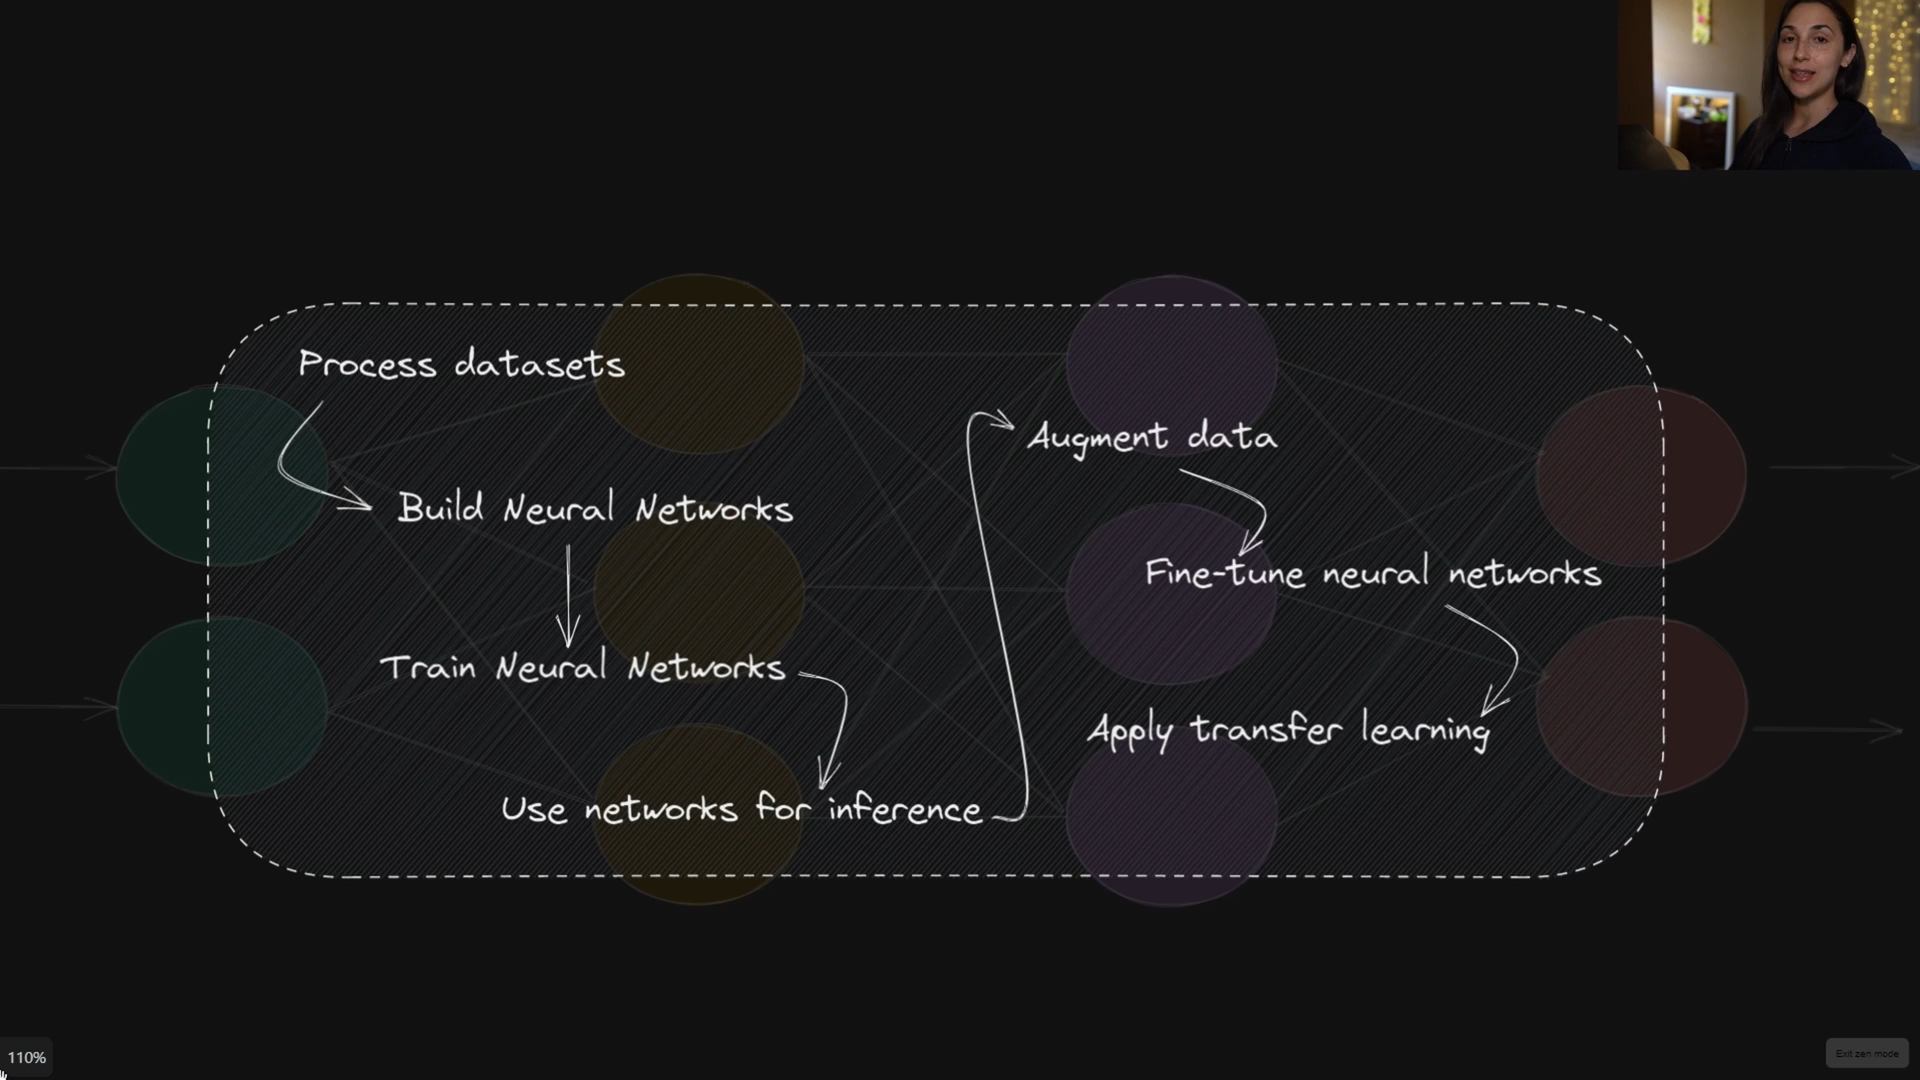 Process datasets
Build Neural Networks
Train Neural Networks
Use networks for inference
Augment data
Fine-tune neural networks
Apply transfer learning
110%
Exit zen mode